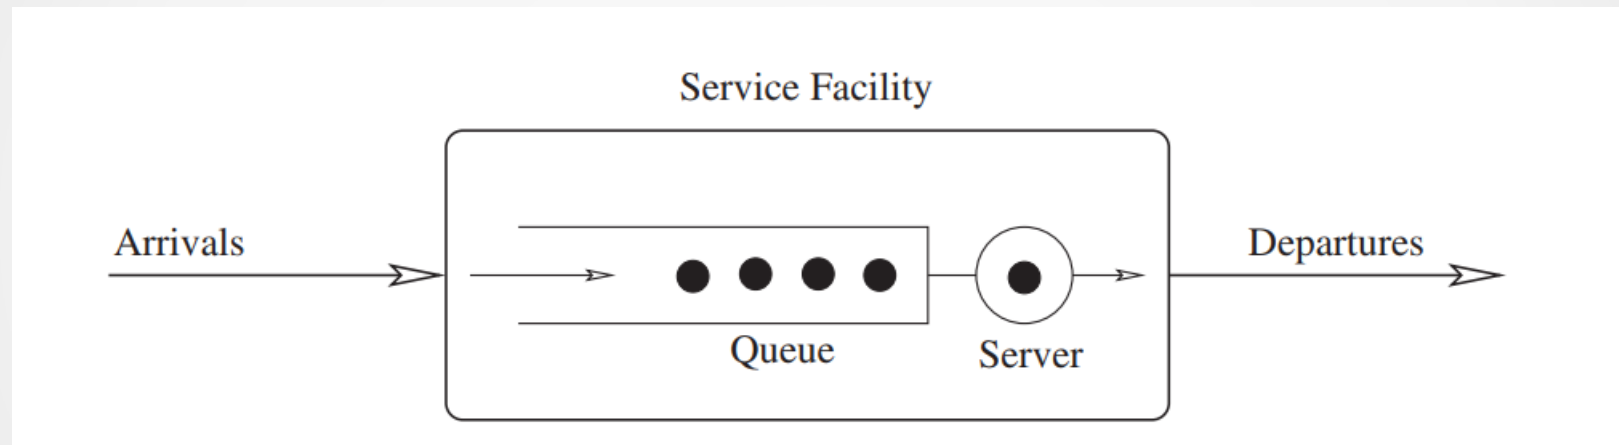 Service Facility
Arrivals
Departures
Queue
Server